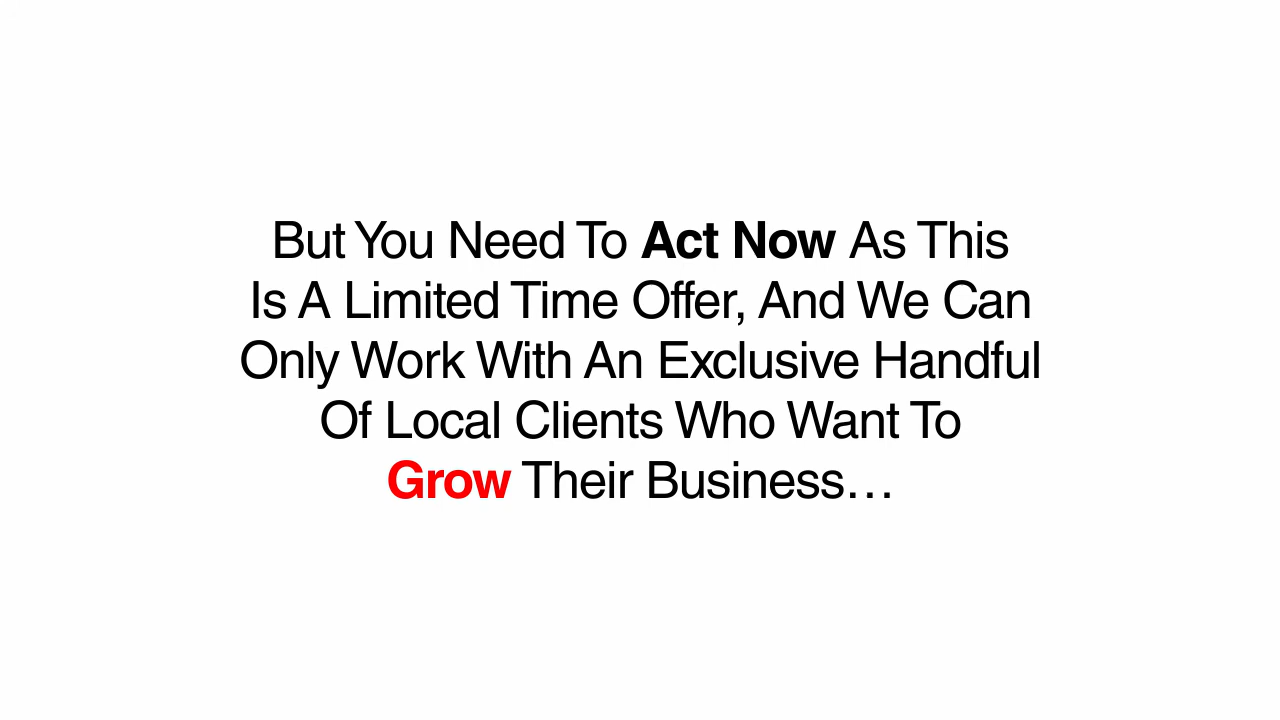 But You Need To Act Now As This
Is A Limited Time Offer, And We Can
Only Work With An Exclusive Handful
Of Local Clients Who Want To
Grow Their Business…